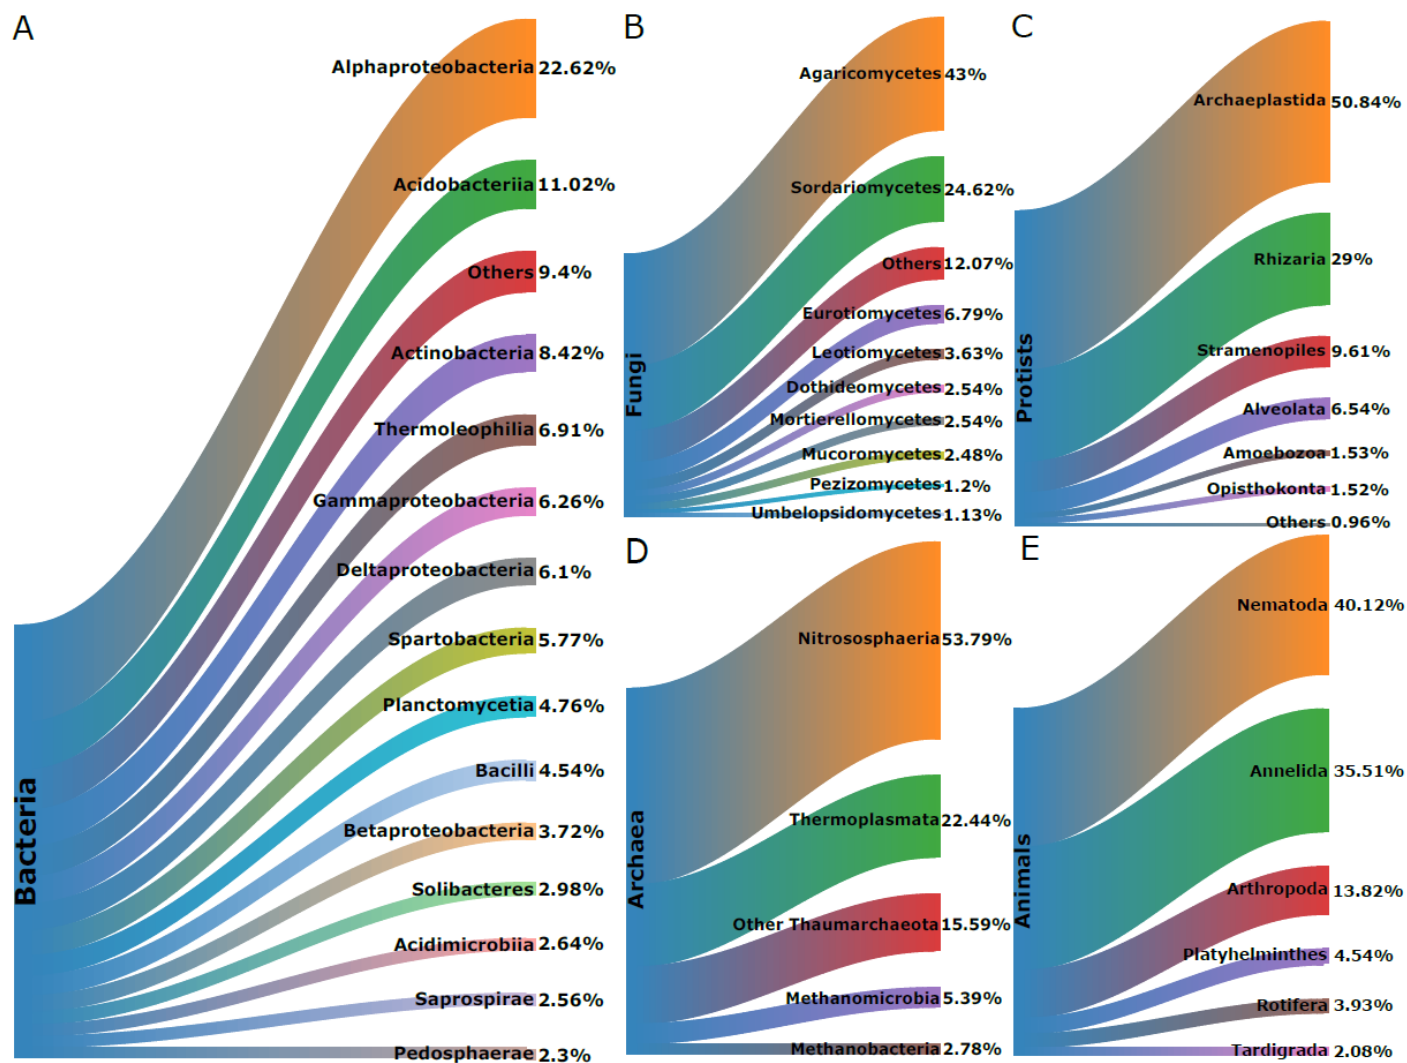 A
Alphaproteobacteria 22.62%
Acidobacteriia 11.02%
Others 9.4%
Actinobacteria 8.42%
Thermoleophilia 6.91%
Gammaproteobacteria 6.26%
Deltaproteobacteria 6.1%
Spartobacteria 5.77%
Planctomycetia 4.76%
Bacilli 4.54%
Betaproteobacteria 3.72%
Solibacteres 2.98%
Acidimicrobiia 2.64%
Saprospirae 2.56%
Pedosphaerae 2.3%
Bacteria
B
Agaricomycetes 43%
Sordariomycetes 24.62%
Others 12.07%
Eurotiomycetes 6.79%
Leotiomycetes 3.63%
Dothideomycetes 2.54%
Mortierellomycetes 2.54%
Mucoromycetes 2.48%
Pezizomycetes 1.2%
Umbelopsidomycetes 1.13%
Fungi
C
Archaeplastida 50.84%
Rhizaria 29%
Stramenopiles 9.61%
Alveolata 6.54%
Amoebozoa 1.53%
Opisthokonta 1.52%
Others 0.96%
Protists
D
Nitrososphaeria 53.79%
Thermoplasmata 22.44%
Other Thaumarchaeota 15.59%
Methanomicrobia 5.39%
Methanobacteria 2.78%
Archaea
E
Nematoda 40.12%
Annelida 35.51%
Arthropoda 13.82%
Platyhelminthes 4.54%
Rotifera 3.93%
Tardigrada 2.08%
Animals